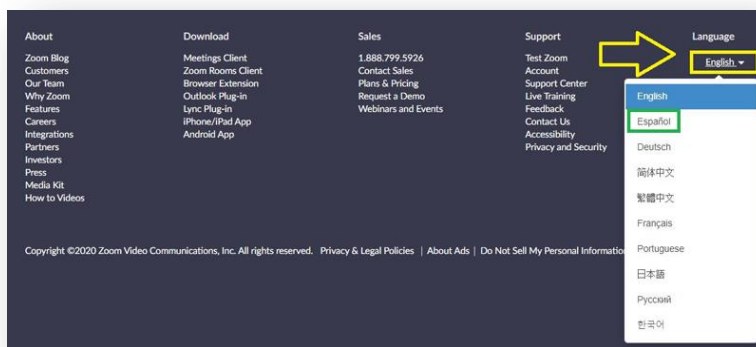 About
Zoom Blog
Customers
Our Team
Why Zoom
Features
Careers
Integrations
Partners
Investors
Press
Media Kit
How to Videos
Download
Meetings Client
Zoom Rooms Client
Browser Extension
Outlook Plug-in
Lync Plug-in
iPhone/iPad App
Android App
Sales
1.888.799.5926
Contact Sales
Plans & Pricing
Request a Demo
Webinars and Events
Support
Test Zoom
Account
Support Center
Live Training
Feedback
Contact Us
Accessibility
Privacy and Security
Language
English
English
Español
Deutsch
简体中文
繁體中文
Français
Portuguese
日本語
Русский
한국어
Copyright ©2020 Zoom Video Communications, Inc. All rights reserved. Privacy & Legal Policies | About Ads | Do Not Sell My Personal Information